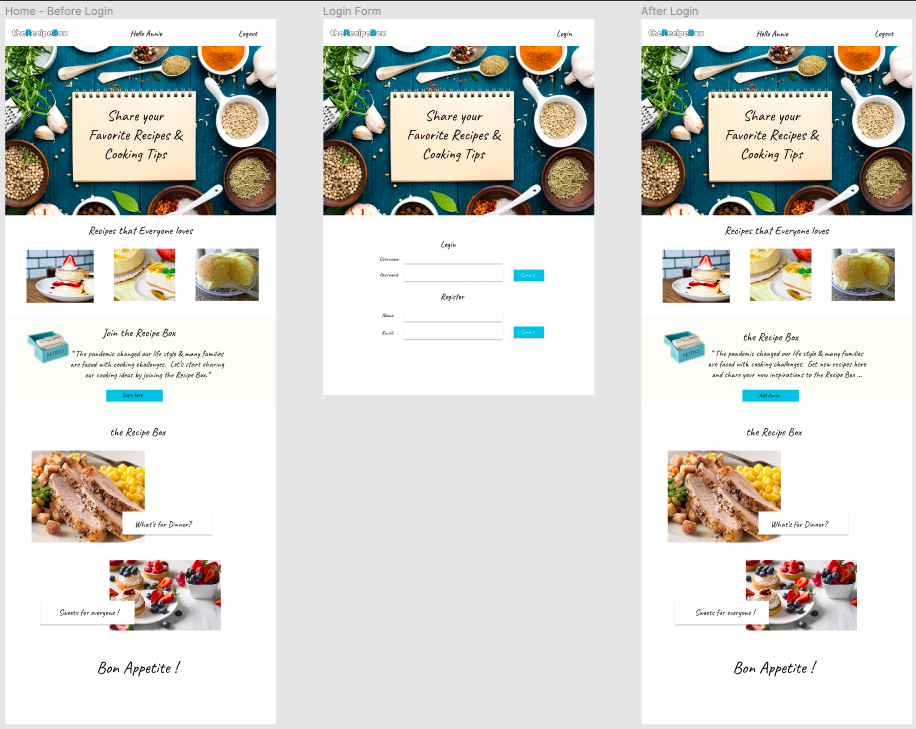 Home - Before Login
theRecipeBox
Hello Annie
Logout
Share your
Favorite Recipes &
Cooking Tips
Recipes that Everyone loves
RECIPES
Join the Recipe Box
"The pandemic changed our life style & many families
are faced with cooking challenges. Let's start sharing
our cooking ideas by joining the Recipe Box."
Login here
the Recipe Box
What's for Dinner?
Sweets for everyone !
Bon Appetite !
Login Form
theRecipeBox
Login
Share your
Favorite Recipes &
Cooking Tips
Login
Username:
Password:
Submit
Register
Name:
Email:
Submit
After Login
theRecipeBox
Hello Annie
Logout
Share your
Favorite Recipes &
Cooking Tips
Recipes that Everyone loves
RECIPES
the Recipe Box
"The pandemic changed our life style & many families
are faced with cooking challenges. Get new recipes here
and share your new inspirations to the Recipe Box ...
Add Recipe
the Recipe Box
What's for Dinner?
Sweets for everyone !
Bon Appetite !